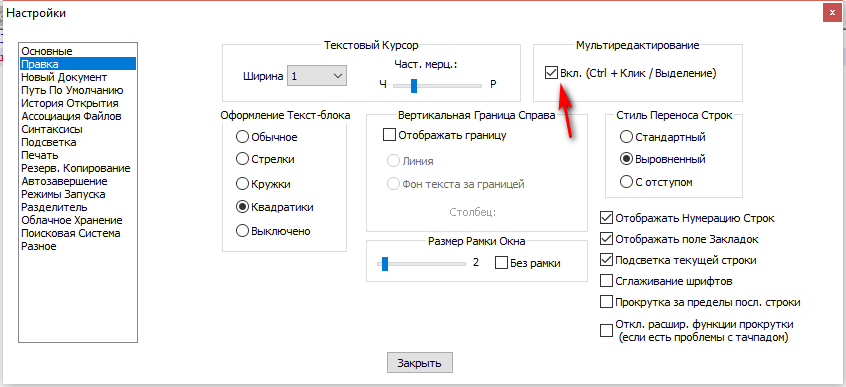 Настройки
Основные
Правка
Новый Документ
Путь По Умолчанию
История Открытия
Ассоциация Файлов
Синтаксисы
Подсветка
Печать
Резерв. Копирование
Автозавершение
Режимы Запуска
Разделитель
Облачное Хранение
Поисковая Система
Разное
Текстовый Курсор
Ширина 1
Част. мерц.:
Ч Р
Мультиредактирование
Вкл. (Ctrl + Клик / Выделение)
Оформление Текст-блока
Обычное
Стрелки
Кружки
Квадратики
Выключено
Вертикальная Граница Справа
Отображать границу
Линия
Фон текста за границей
Столбец:
Размер Рамки Окна
2 Без рамки
Стиль Переноса Строк
Стандартный
Выровненный
С отступом
Отображать Нумерацию Строк
Отображать поле Закладок
Подсветка текущей строки
Сглаживание шрифтов
Прокрутка за пределы посл. строки
Откл. расшир. функции прокрутки
(если есть проблемы с тачпадом)
Закрыть